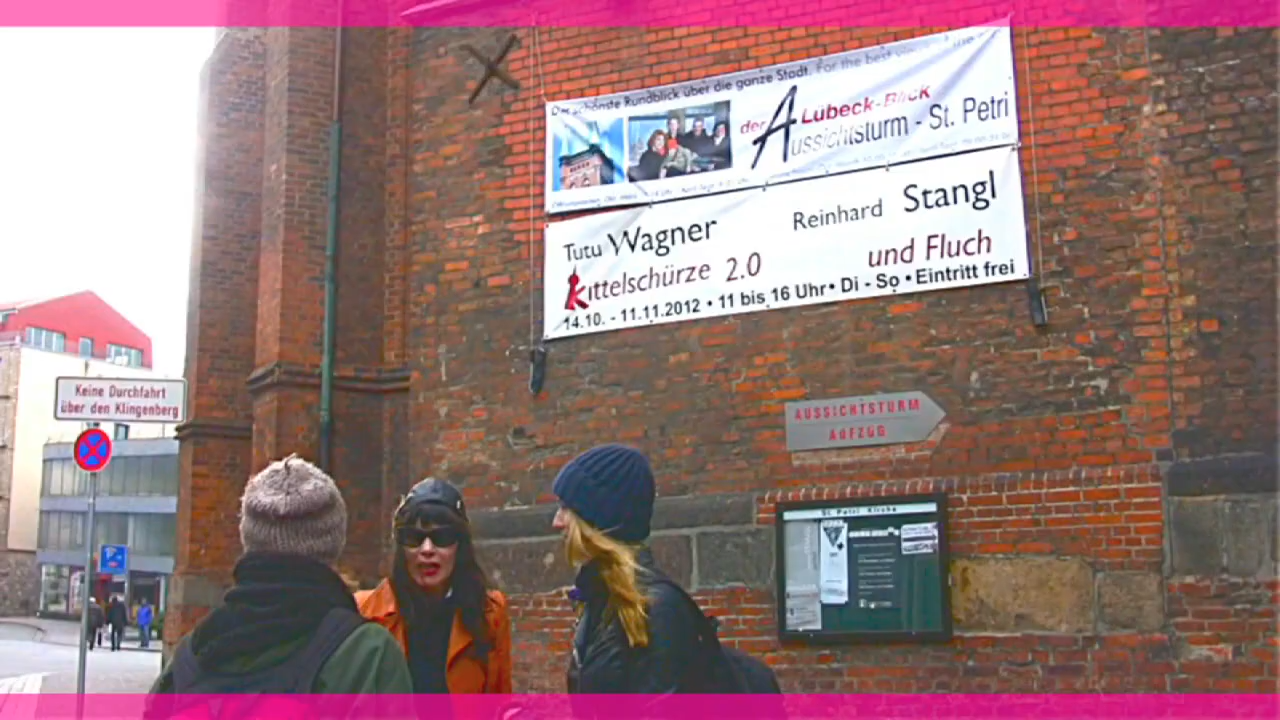 Der schönste Rundblick über die ganze Stadt. For the best
der Lübeck-Blick
Aussichtsturm - St. Petri
Tutu Wagner Reinhard Stangl
Kittelschürze 2.0 und Fluch
14.10. - 11.11.2012 • 11 bis 16 Uhr • Di - So • Eintritt frei
Keine Durchfahrt
über den Klingenberg
AUSSICHTSTURM
AUFZUG
St. Petri Kirche